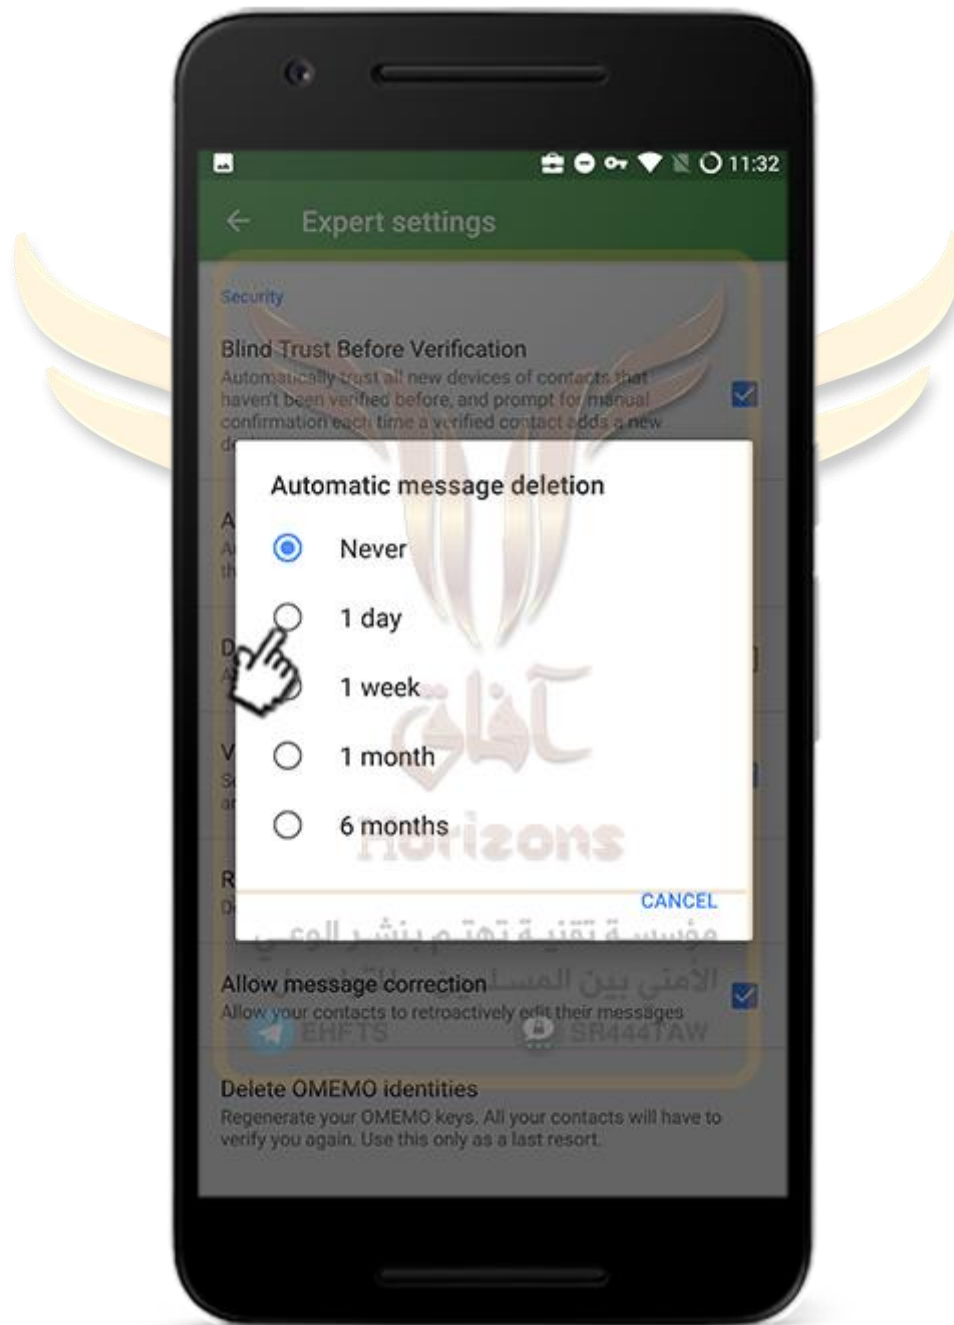 11:32
Expert settings
Security
Blind Trust Before Verification
Automatically trust all new devices of contacts that
haven't been verified before, and prompt for manual
confirmation each time a verified contact adds a new
Automatic message deletion
Never
1 day
1 week
1 month
6 months
CANCEL
آفاق
Horizons
مؤسسة تقنية تهتم بنشر الوعي
الأمني بين المسلمين
Allow message correction
Allow your contacts to retroactively edit their messages
EHFTS
SR444TAW
Delete OMEMO identities
Regenerate your OMEMO keys. All your contacts will have to
verify you again. Use this only as a last resort.